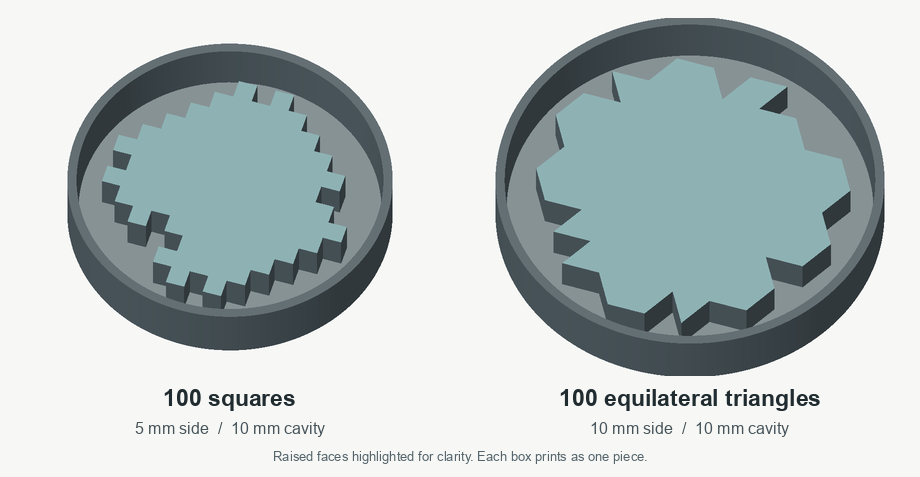 100 squares
5 mm side / 10 mm cavity
100 equilateral triangles
10 mm side / 10 mm cavity
Raised faces highlighted for clarity. Each box prints as one piece.